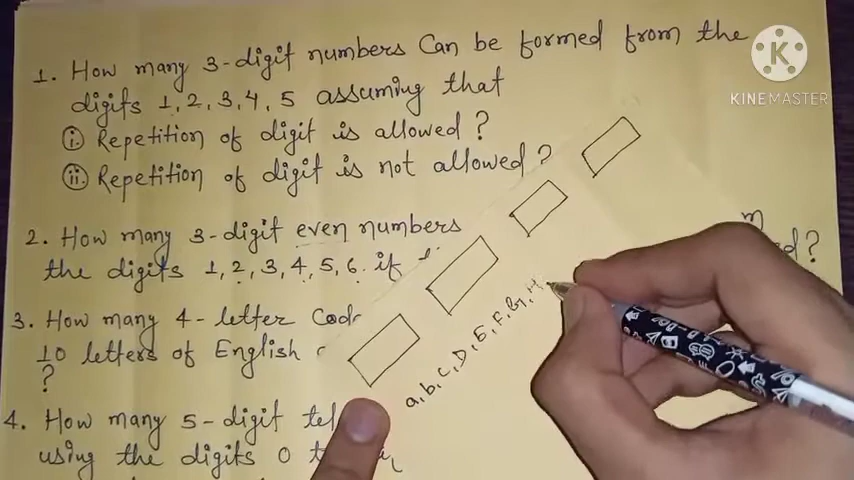 1. How many 3-digit numbers Can be formed from the
digits 1, 2, 3, 4, 5 assuming that
i. Repetition of digit is allowed?
ii. Repetition of digit is not allowed?
2. How many 3-digit even numbers
the digits 1, 2, 3, 4, 5, 6. if
3. How many 4-letter
10 letters of English
?
4. How many 5-digit
using the digits 0
a, b, C, D, E, F, G, H,
K
KINEMASTER